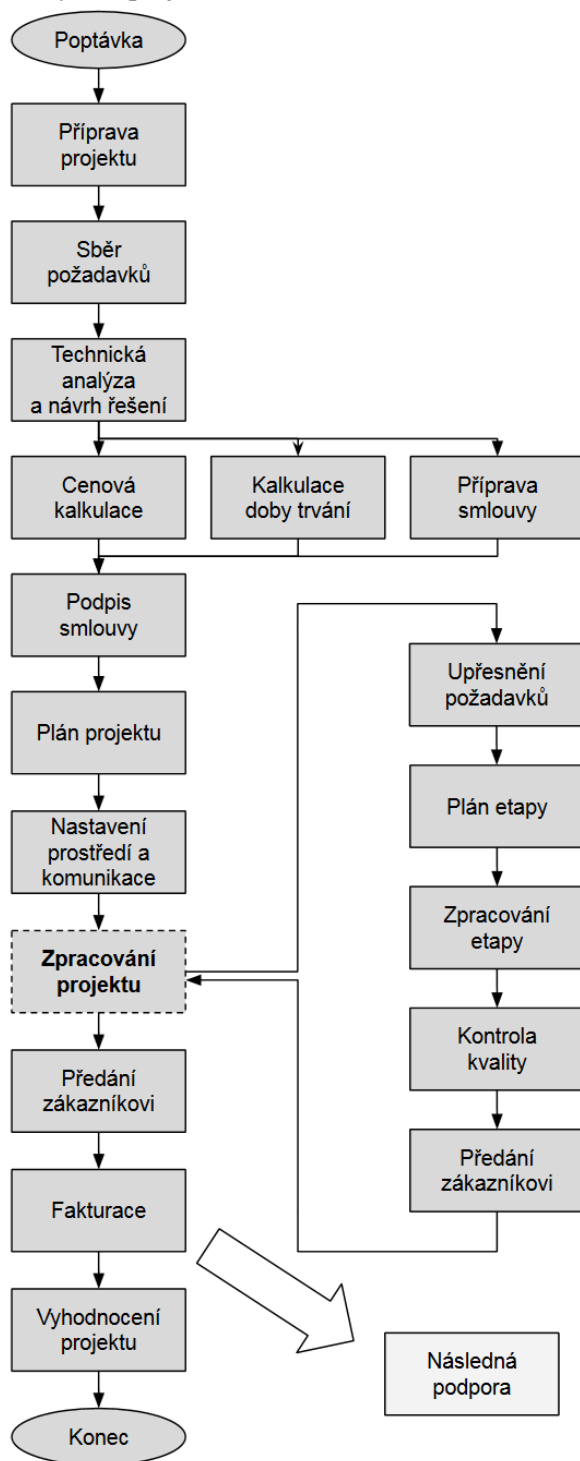 Poptávka
Příprava
projektu
Sběr
požadavků
Technická
analýza
a návrh řešení
Cenová
kalkulace
Kalkulace
doby trvání
Příprava
smlouvy
Podpis
smlouvy
Plán projektu
Nastavení
prostředí a
komunikace
Zpracování
projektu
Upřesnění
požadavků
Plán etapy
Zpracování
etapy
Kontrola
kvality
Předání
zákazníkovi
Předání
zákazníkovi
Fakturace
Vyhodnocení
projektu
Konec
Následná
podpora